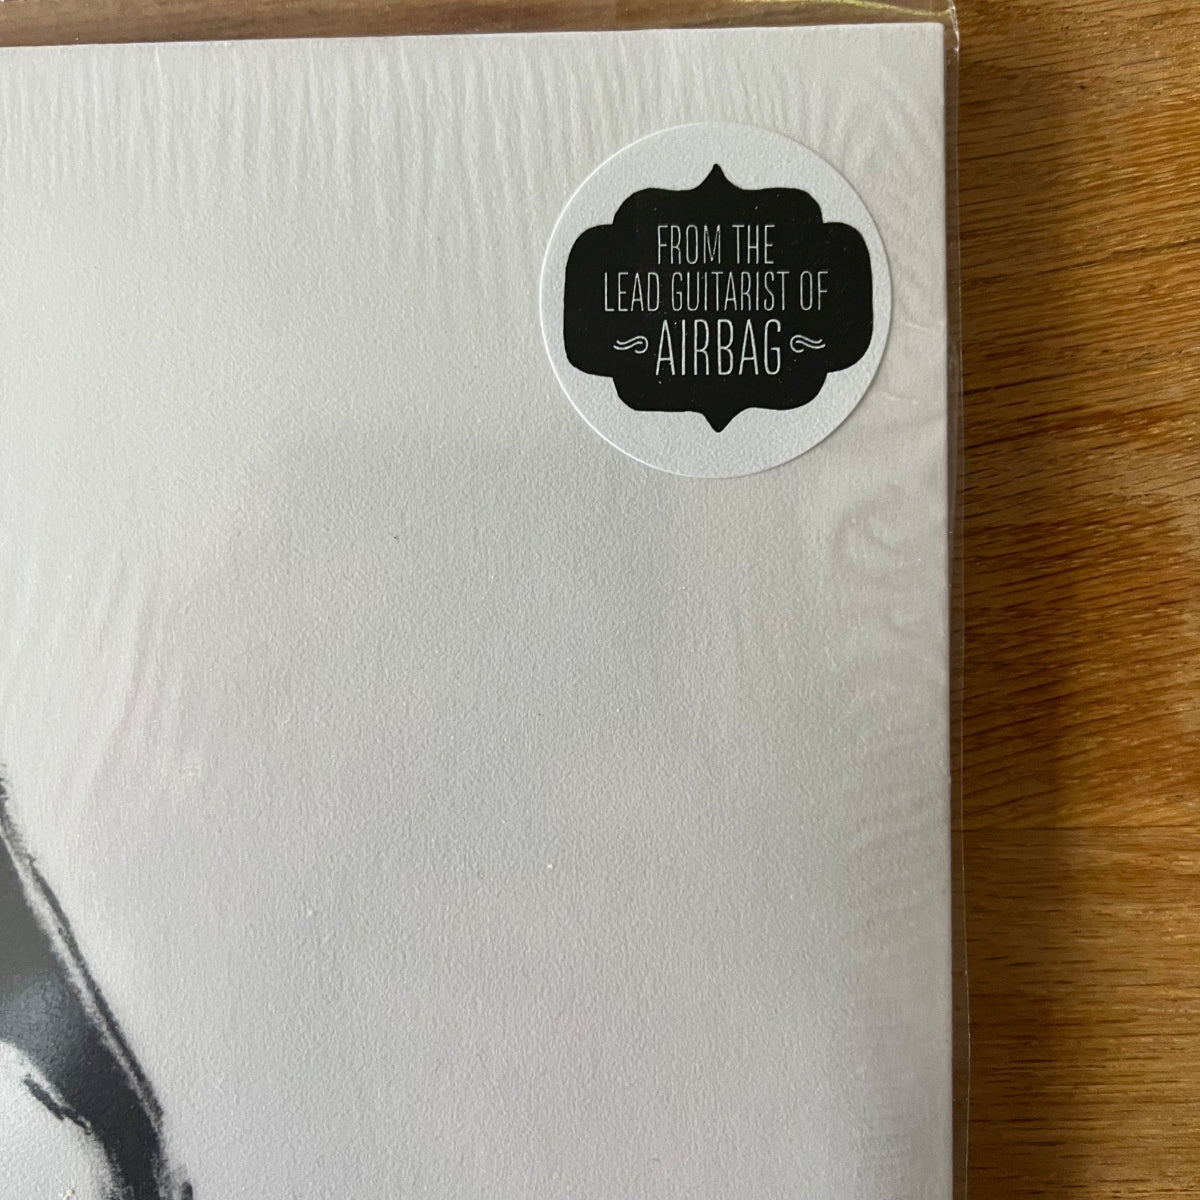 FROM THE
LEAD GUITARIST OF
AIRBAG